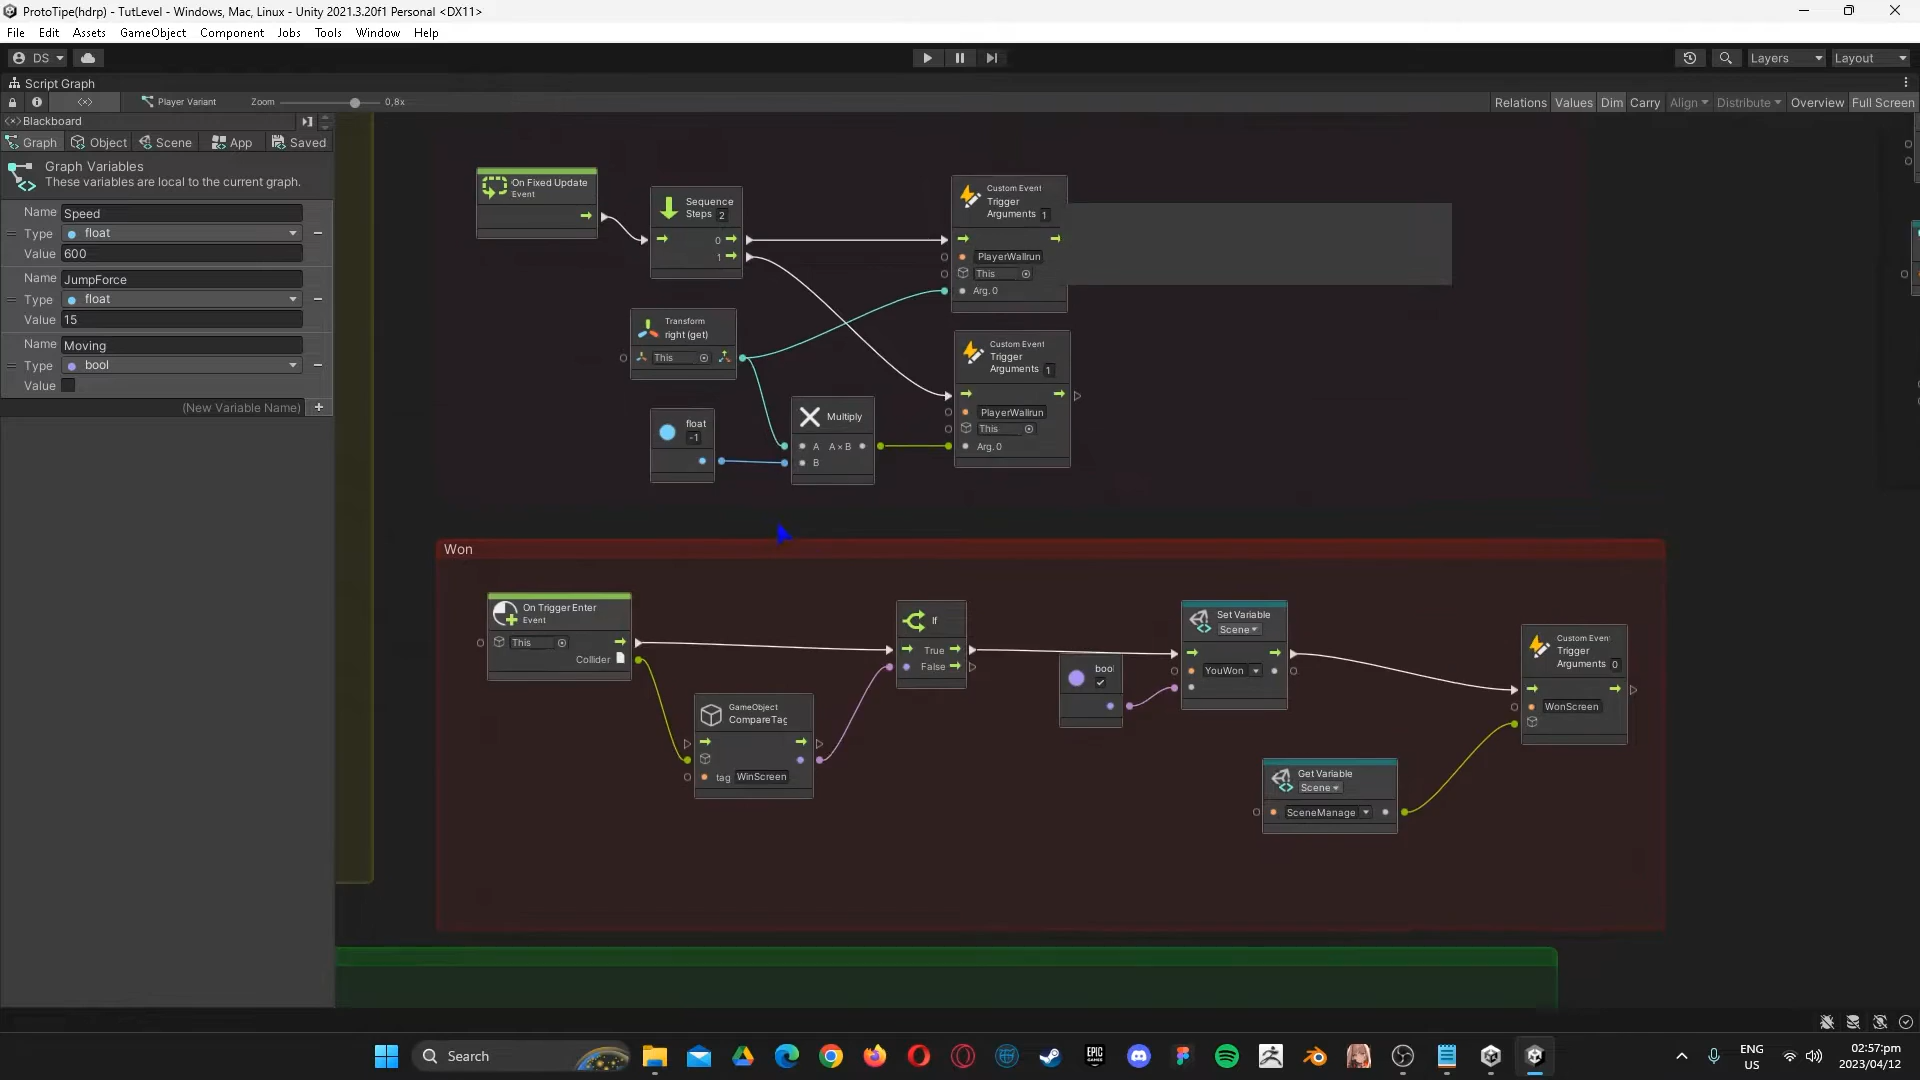 ProtoTipe(hdrp) - TutLevel - Windows, Mac, Linux - Unity 2021.3.20f1 Personal <DX11>
File Edit Assets GameObject Component Jobs Tools Window Help
DS Layers Layout
Script Graph
Player Variant Zoom 0,8x Relations Values Dim Carry Align Distribute Overview Full Screen
Blackboard
Graph Object Scene App Saved
Graph Variables
These variables are local to the current graph.
Name Speed
Type float
Value 600
Name JumpForce
Type float
Value 15
Name Moving
Type bool
Value
(New Variable Name)
On Fixed Update
Event
Sequence
Steps 2
0
1
Custom Event
Trigger
Arguments 1
PlayerWallrun
This
Arg. 0
Transform
right (get)
This
Custom Event
Trigger
Arguments 1
PlayerWallrun
This
Arg. 0
float
-1
Multiply
A A × B
B
Won
On Trigger Enter
Event
This
Collider
GameObject
CompareTag
tag WinScreen
If
True
False
bool
Set Variable
Scene
YouWon
Get Variable
Scene
SceneManage
Custom Event
Trigger
Arguments 0
WonScreen
Search
EPIC
GAMES
ENG
US
02:57pm
2023/04/12